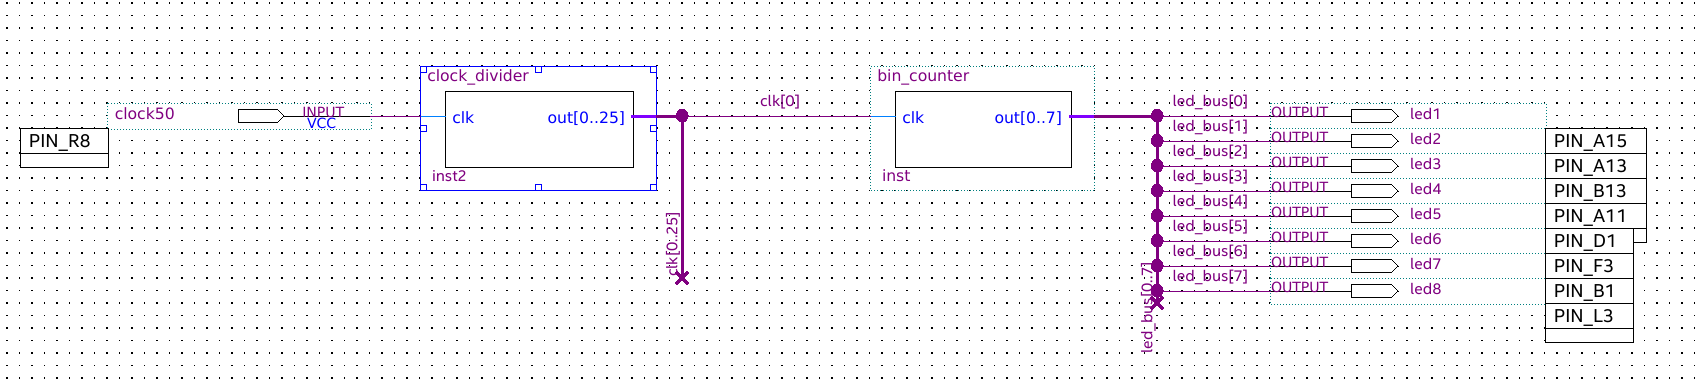 clock50
INPUT
VCC
PIN_R8
clock_divider
clk
out[0..25]
inst2
clk[0..25]
clk[0]
bin_counter
clk
out[0..7]
inst
led_bus[0..7]
led_bus[0]
OUTPUT
led1
led_bus[1]
OUTPUT
led2
PIN_A15
led_bus[2]
OUTPUT
led3
PIN_A13
led_bus[3]
OUTPUT
led4
PIN_B13
led_bus[4]
OUTPUT
led5
PIN_A11
led_bus[5]
OUTPUT
led6
PIN_D1
led_bus[6]
OUTPUT
led7
PIN_F3
led_bus[7]
OUTPUT
led8
PIN_B1
PIN_L3